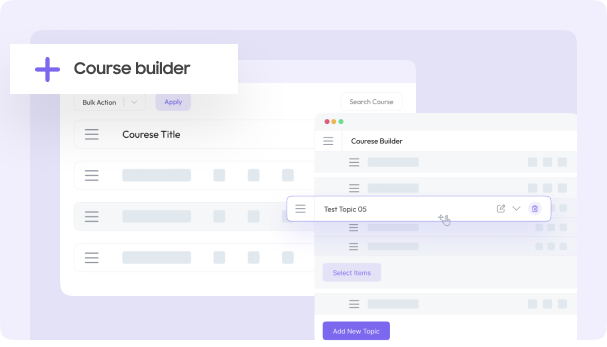 Course builder
Bulk Action
Apply
Search Course
Courese Title
Courese Builder
Test Topic 05
Select Items
Add New Topic